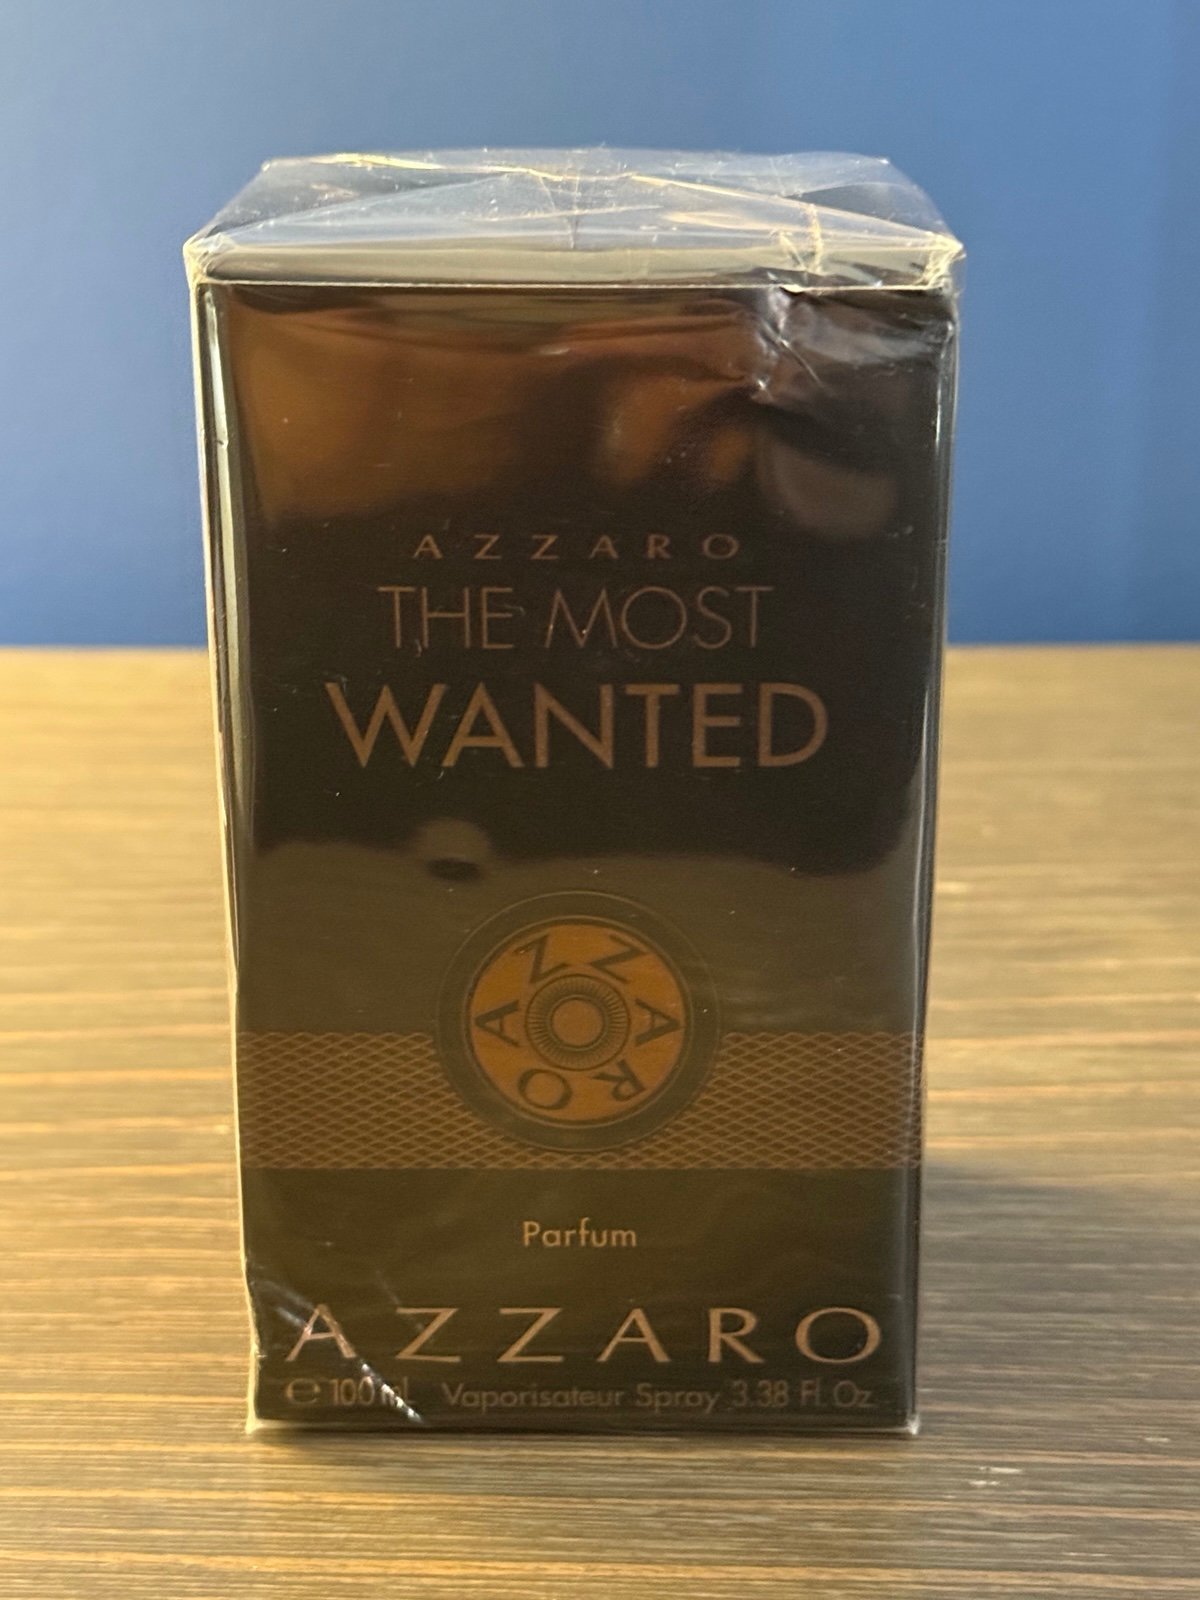 AZZARO
THE MOST
WANTED
AZZARO
Parfum
AZZARO
℮ 100 ml Vaporisateur Spray 3.38 Fl. Oz.